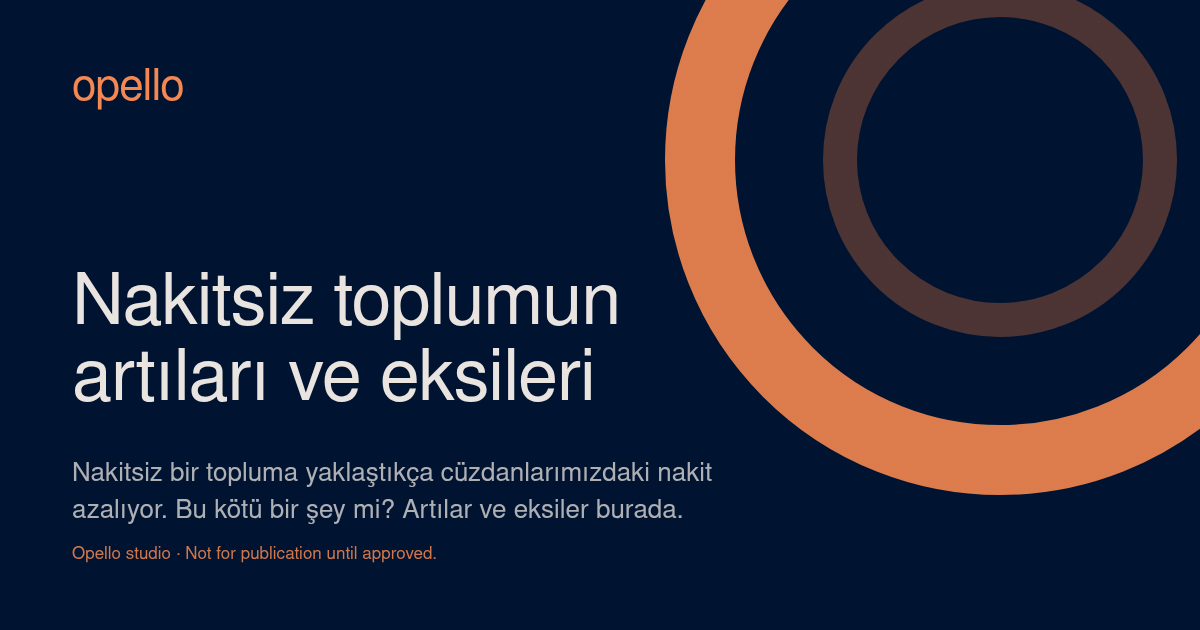 opello
Nakitsiz toplumun
artıları ve eksileri
Nakitsiz bir topluma yaklaştıkça cüzdanlarımızdaki nakit
azalıyor. Bu kötü bir şey mi? Artılar ve eksiler burada.
Opello studio · Not for publication until approved.